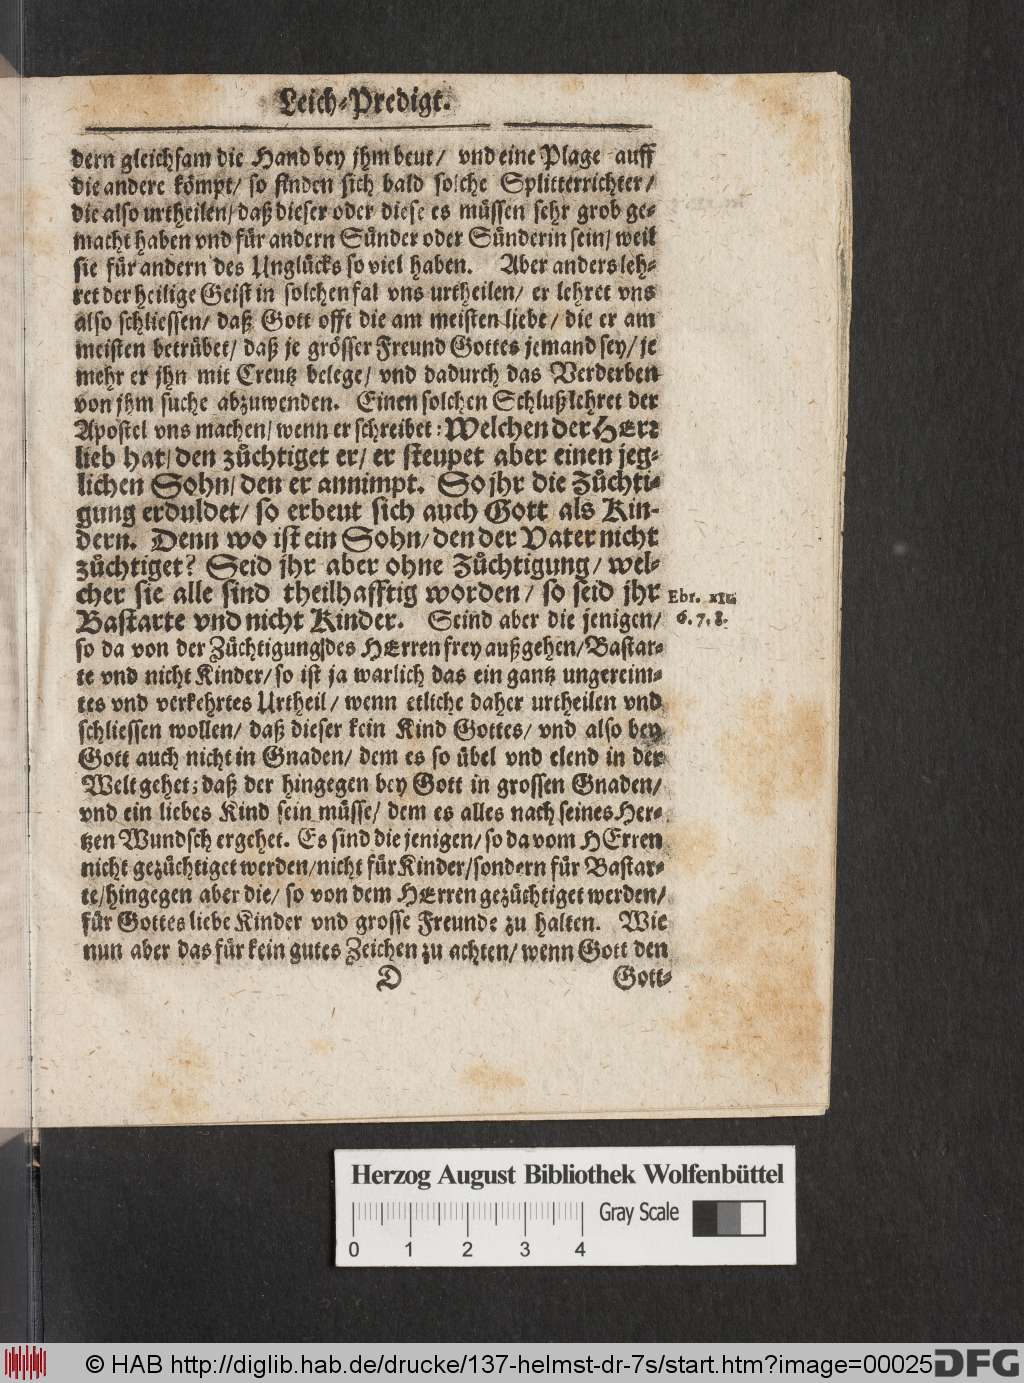 Leich-Predigt.
dern gleichsam die Hand bey jhm beut/ vnd eine Plage auff
die andere kömpt/ so finden sich bald solche Splitterrichter/
die also urtheilen/ daß dieser oder diese es müssen sehr grob ge-
macht haben vnd für andern Sünder oder Sünderin sein/ weil
sie für andern des Unglücks so viel haben. Aber anders leh-
ret der heilige Geist in solchen fal vns urtheilen/ er lehret vns
also schliessen/ daß Gott offt die am meisten liebe/ die er am
meisten betrübet/ daß je grösser Freund Gottes jemand sey/ je
mehr er jhn mit Creutz belege/ vnd dadurch das Verderben
von jhm suche abzuwenden. Einen solchen Schluß lehret der
Apostel vns machen/ wenn er schreibet: Welchen der HErr
lieb hat/ den züchtiget er/ er steupet aber einen jeg-
lichen Sohn/ den er annimpt. So jhr die Züchti-
gung erduldet/ so erbeut sich auch Gott als Kin-
dern. Denn wo ist ein Sohn/ den der Vater nicht
züchtiget? Seid jhr aber ohne Züchtigung/ wel-
cher sie alle sind theilhafftig worden/ so seid jhr
Ebr. XII.
Bastarte vnd nicht Kinder. Seind aber die jenigen/
6. 7. 8.
so da von der Züchtigung des HErren frey außgehen/ Bastar-
te vnd nicht Kinder/ so ist ja warlich das ein gantz ungereim-
tes vnd verkehrtes Urtheil/ wenn etliche daher urtheilen vnd
schliessen wollen/ daß dieser kein Kind Gottes/ vnd also bey
Gott auch nicht in Gnaden/ dem es so übel vnd elend in der
Welt gehet; daß der hingegen bey Gott in grossen Gnaden/
vnd ein liebes Kind sein müsse/ dem es alles nach seines Her-
tzen Wundsch ergehet. Es sind die jenigen/ so da vom HErren
nicht gezüchtiget werden/ nicht für Kinder/ sondern für Bastar-
te/ hingegen aber die/ so von dem HErren gezüchtiget werden/
für Gottes liebe Kinder vnd grosse Freunde zu halten. Wie
nun aber das für kein gutes Zeichen zu achten/ wenn Gott den
D
Gott-
Herzog August Bibliothek Wolfenbüttel
Gray Scale
0 1 2 3 4
© HAB http://diglib.hab.de/drucke/137-helmst-dr-7s/start.htm?image=00025
DFG